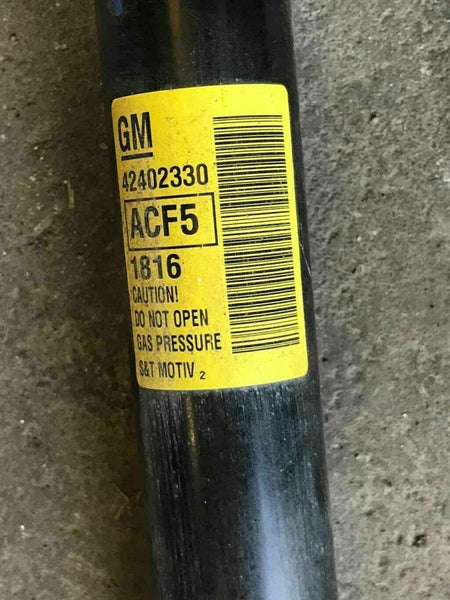 GM
42402330
ACF5
1816
CAUTION!
DO NOT OPEN
GAS PRESSURE
S&T MOTIV 2